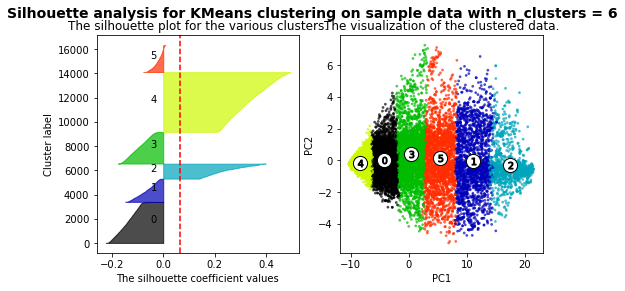 Silhouette analysis for KMeans clustering on sample data with n_clusters = 6
The silhouette plot for the various clusters.
The visualization of the clustered data.
Cluster label
16000
14000
12000
10000
8000
6000
4000
2000
0
5
4
3
2
1
0
−0.2 0.0 0.2 0.4
The silhouette coefficient values
PC2
6
4
2
0
−2
−4
4 0 3 5 1 2
−10 0 10 20
PC1